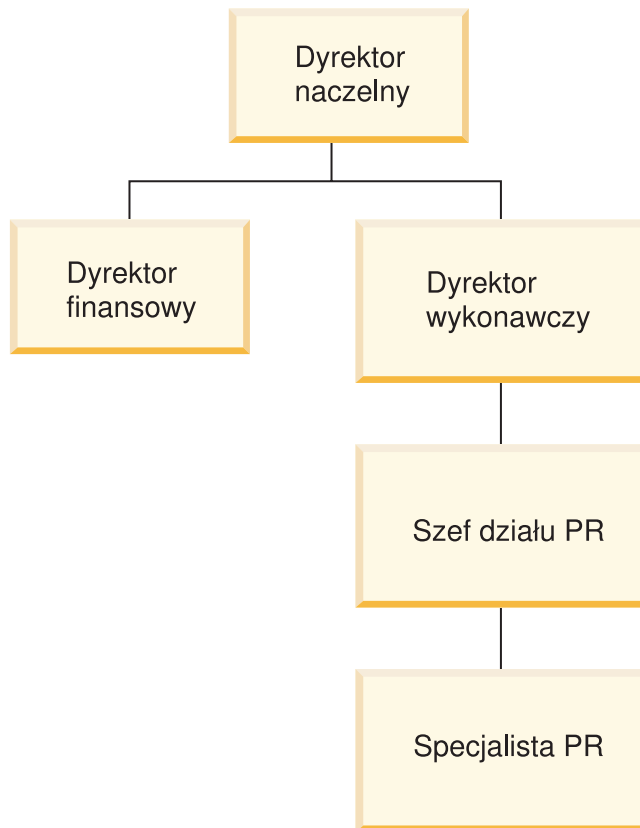 Dyrektor
naczelny
Dyrektor
finansowy
Dyrektor
wykonawczy
Szef działu PR
Specjalista PR